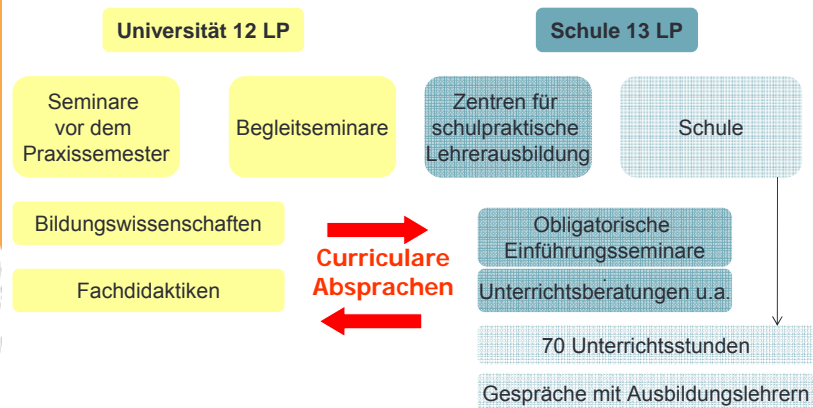 Universität 12 LP
Schule 13 LP
Seminare
vor dem
Praxissemester
Begleitseminare
Zentren für
schulpraktische
Lehrerausbildung
Schule
Bildungswissenschaften
Fachdidaktiken
Curriculare
Absprachen
Obligatorische
Einführungsseminare
Unterrichtsberatungen u.a.
70 Unterrichtsstunden
Gespräche mit Ausbildungslehrern